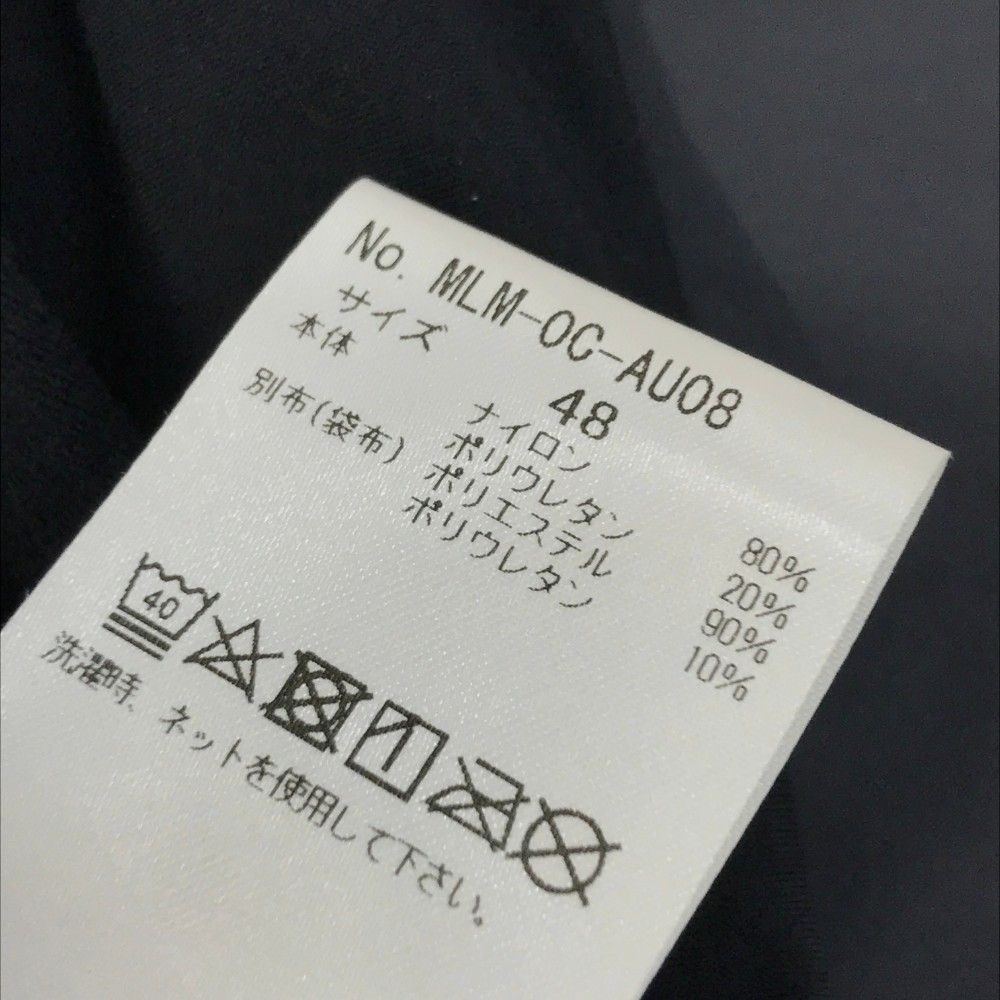 No. MLM-OC-AU08
サイズ 48
本体 ナイロン 80%
ポリウレタン 20%
別布(袋布) ポリエステル 90%
ポリウレタン 10%
40
洗濯時、ネットを使用して下さい。